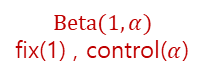 Beta(1, α)
fix(1) , control(α)